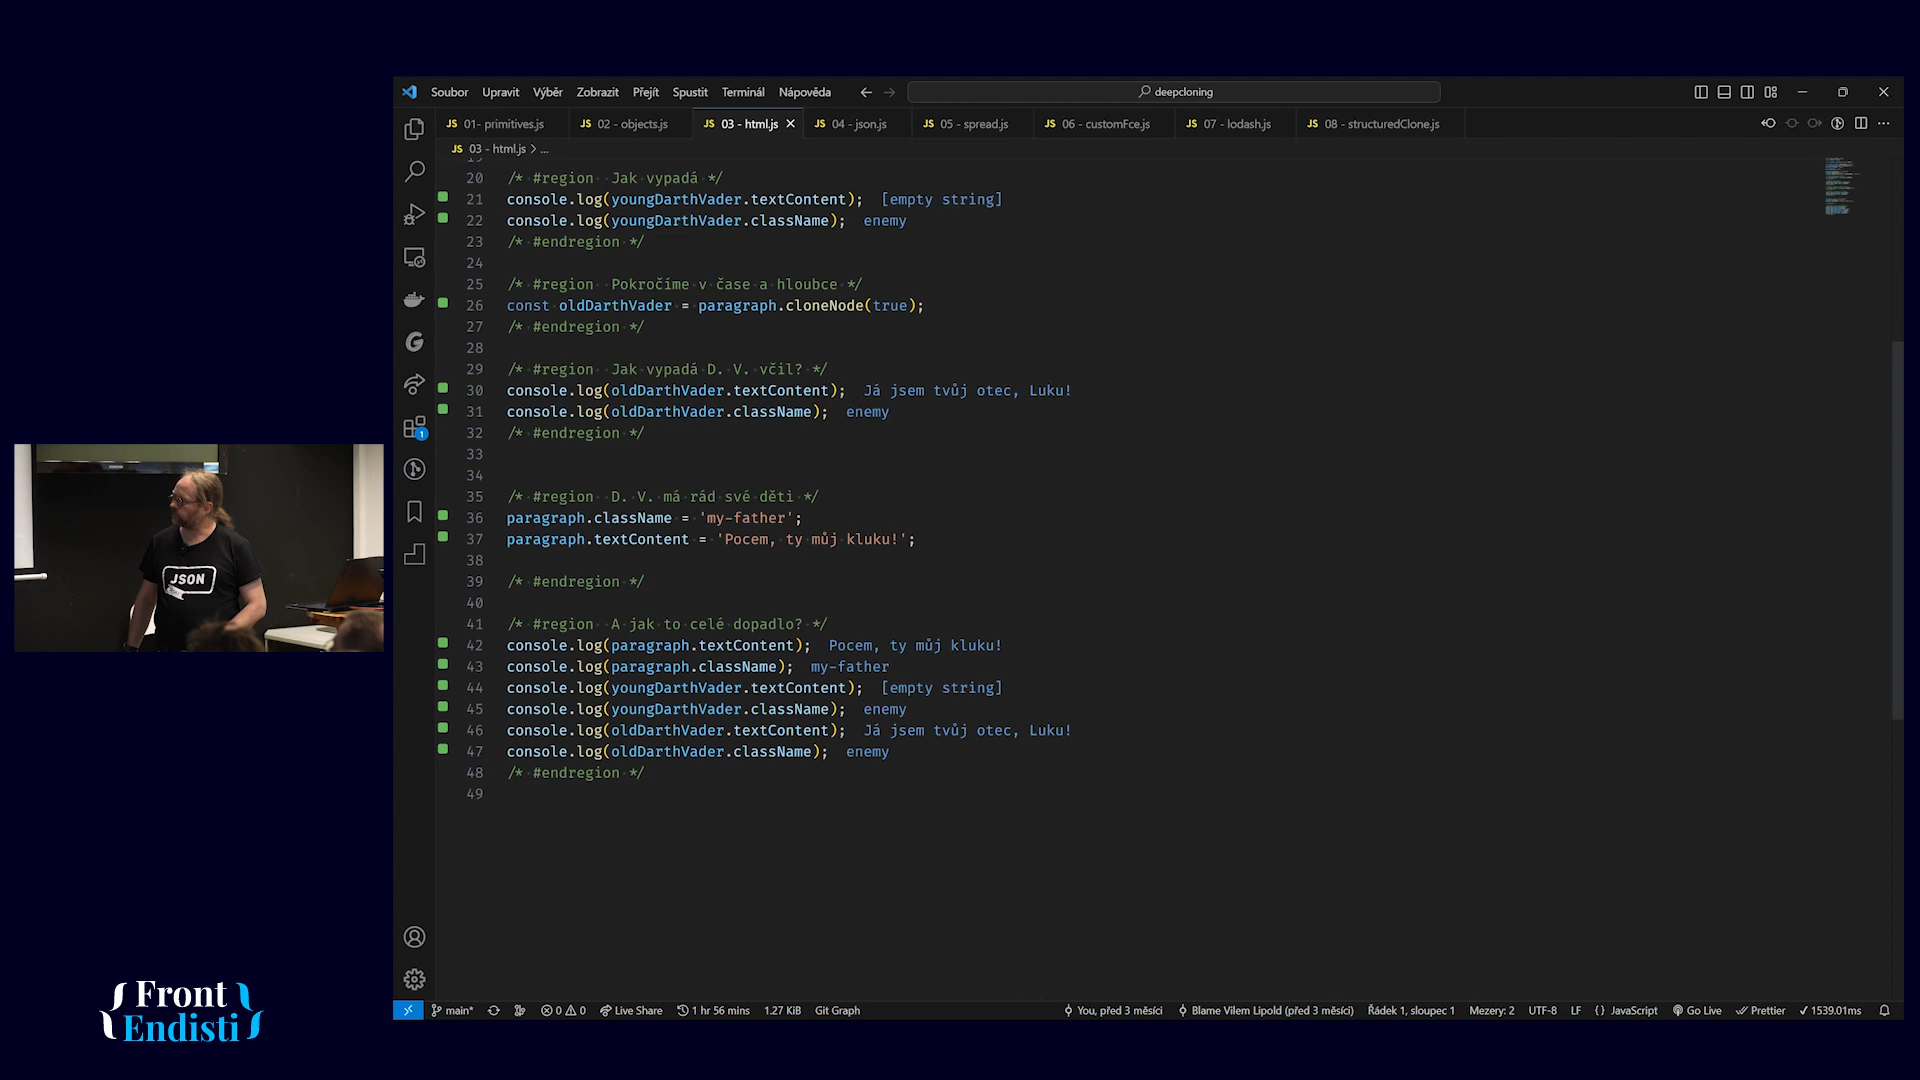 Soubor Upravit Výběr Zobrazit Přejít Spustit Terminál Nápověda deepcloning
JS 01- primitives.js JS 02 - objects.js JS 03 - html.js JS 04 - json.js JS 05 - spread.js JS 06 - customFce.js JS 07 - lodash.js JS 08 - structuredClone.js
JS 03 - html.js > ...
19
20 /* #region Jak vypadá */
21 console.log(youngDarthVader.textContent); [empty string]
22 console.log(youngDarthVader.className); enemy
23 /* #endregion */
24
25 /* #region Pokročíme v čase a hloubce */
26 const oldDarthVader = paragraph.cloneNode(true);
27 /* #endregion */
28
29 /* #region Jak vypadá D. V. včil? */
30 console.log(oldDarthVader.textContent); Já jsem tvůj otec, Luku!
31 console.log(oldDarthVader.className); enemy
32 /* #endregion */
33
34
35 /* #region D. V. má rád své děti */
36 paragraph.className = 'my-father';
37 paragraph.textContent = 'Pocem, ty můj kluku!';
38
39 /* #endregion */
40
41 /* #region A jak to celé dopadlo? */
42 console.log(paragraph.textContent); Pocem, ty můj kluku!
43 console.log(paragraph.className); my-father
44 console.log(youngDarthVader.textContent); [empty string]
45 console.log(youngDarthVader.className); enemy
46 console.log(oldDarthVader.textContent); Já jsem tvůj otec, Luku!
47 console.log(oldDarthVader.className); enemy
48 /* #endregion */
49
1
JSON
{ Front }
{ Endisti }
main* 0 0 Live Share 1 hr 56 mins 1.27 KiB Git Graph You, před 3 měsíci Blame Vilem Lipold (před 3 měsíci) Řádek 1, sloupec 1 Mezery: 2 UTF-8 LF {} JavaScript Go Live Prettier 1539.01ms